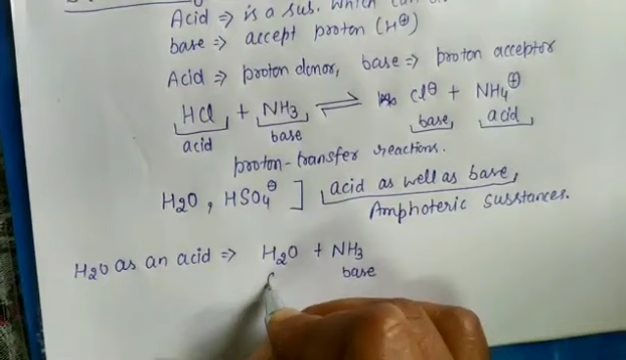 Acid => is a sub. which can
base => accept proton (H⊕)
Acid => proton donor, base => proton acceptor
HCl + NH3 ⇌ Cl⊖ + NH4⊕
acid base base acid
proton-transfer reactions.
H2O, HSO4⊖ ] acid as well as base,
Amphoteric Susstances.
H2O as an acid => H2O + NH3
base